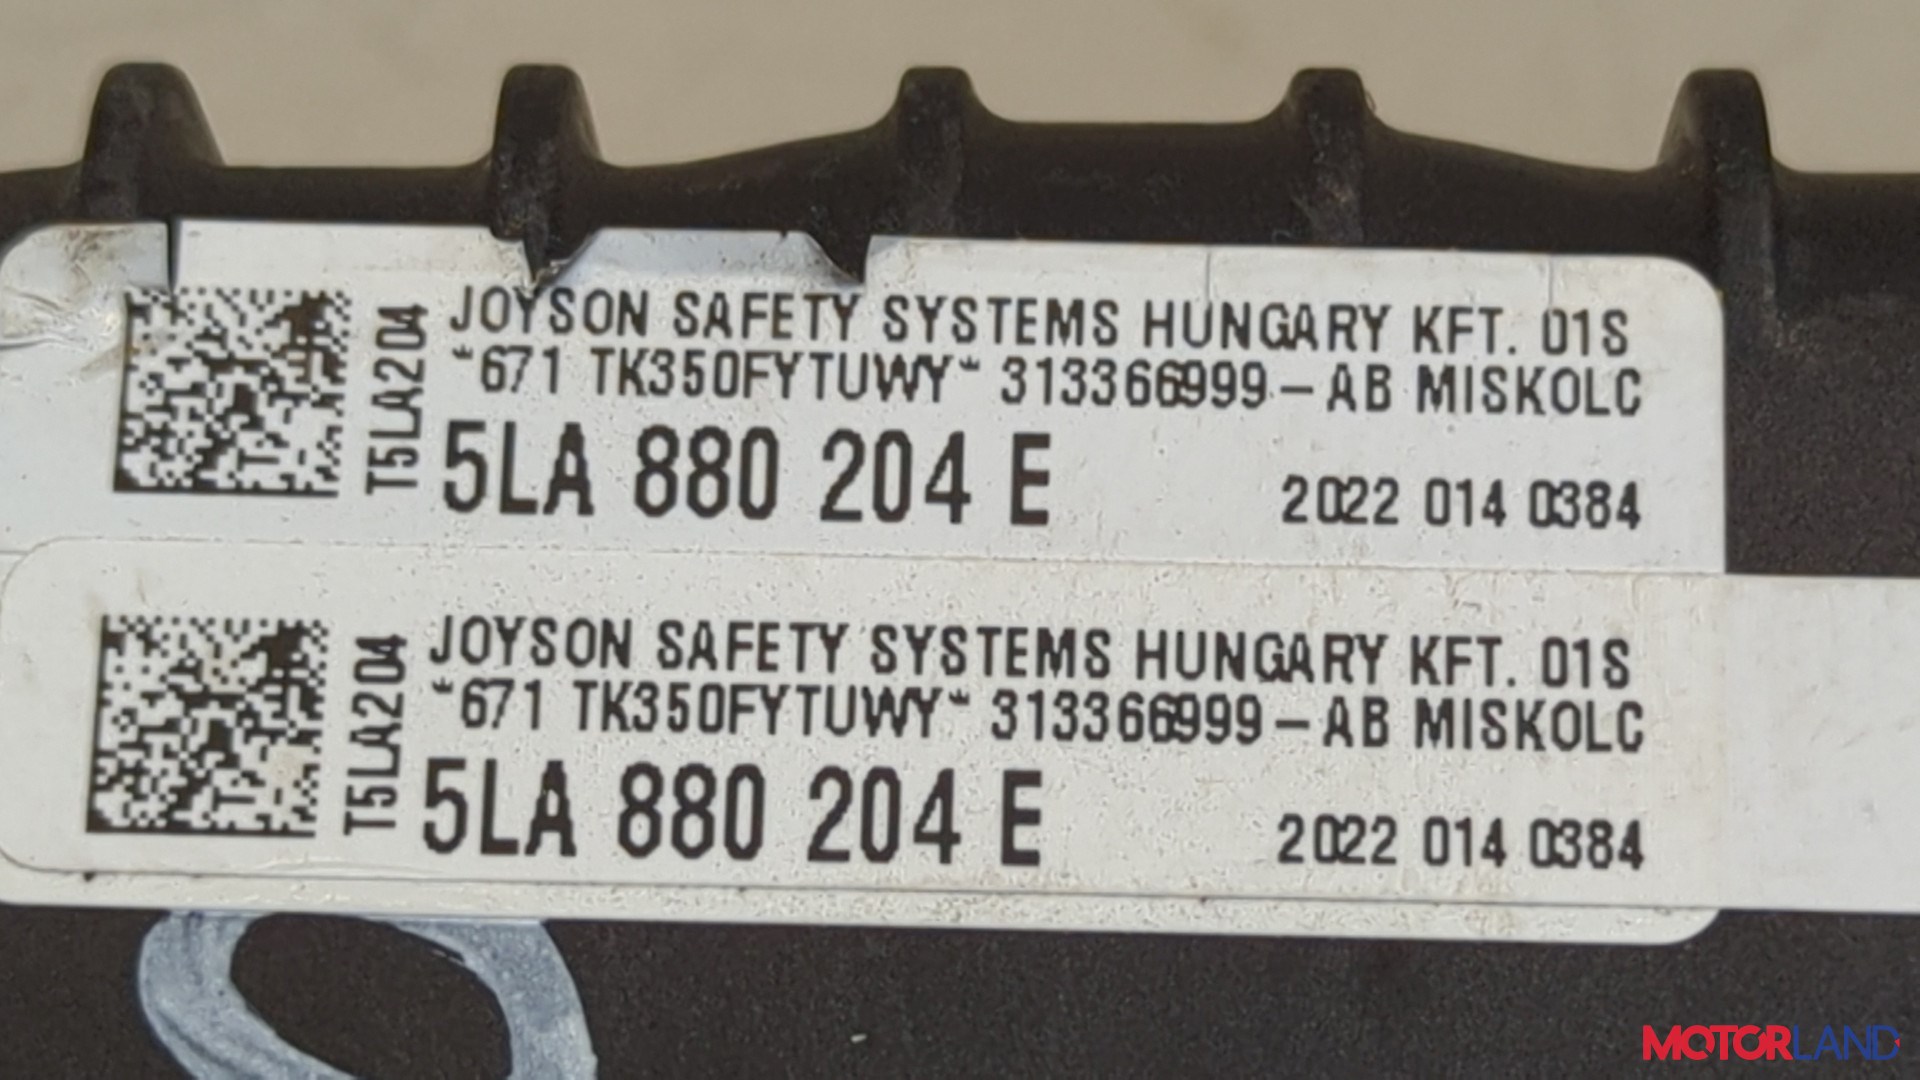 T5LA204
JOYSON SAFETY SYSTEMS HUNGARY KFT. 01S
*671 TK350FYTUWY* 313366999-AB MISKOLC
5LA 880 204 E
2022 014 0384
T5LA204
JOYSON SAFETY SYSTEMS HUNGARY KFT. 01S
*671 TK350FYTUWY* 313366999-AB MISKOLC
5LA 880 204 E
2022 014 0384
MOTORLAND